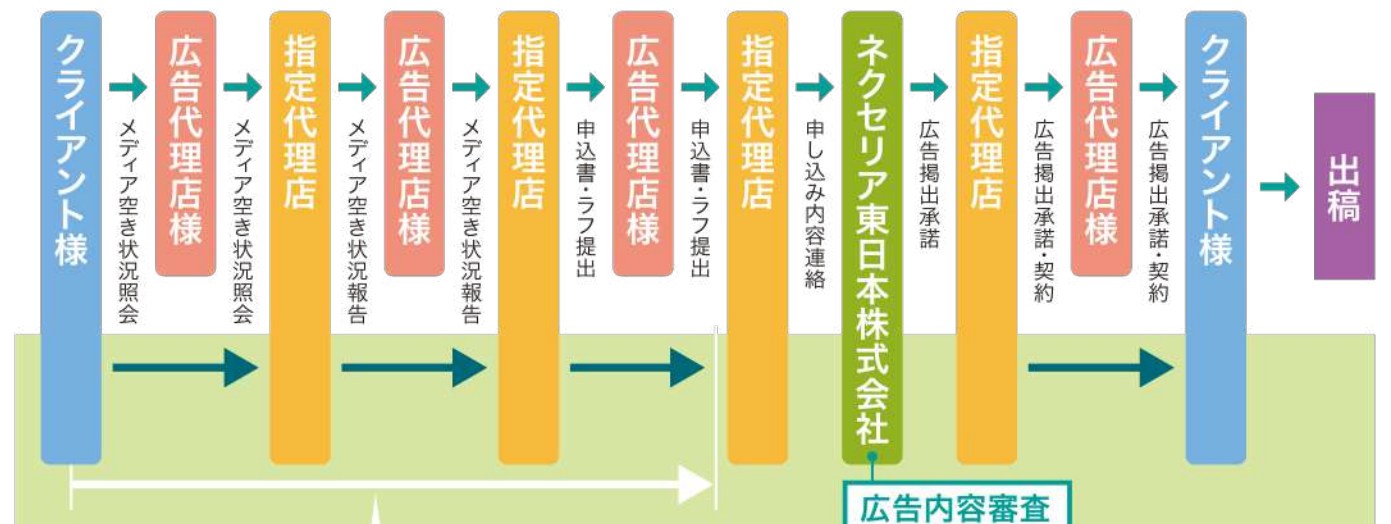 クライアント様
メディア空き状況照会
広告代理店様
メディア空き状況照会
指定代理店
メディア空き状況報告
広告代理店様
メディア空き状況報告
指定代理店
申込書・ラフ提出
広告代理店様
申込書・ラフ提出
指定代理店
申し込み内容連絡
ネクセリア東日本株式会社
広告掲出承諾
指定代理店
広告掲出承諾・契約
広告代理店様
広告掲出承諾・契約
クライアント様
出稿
広告内容審査